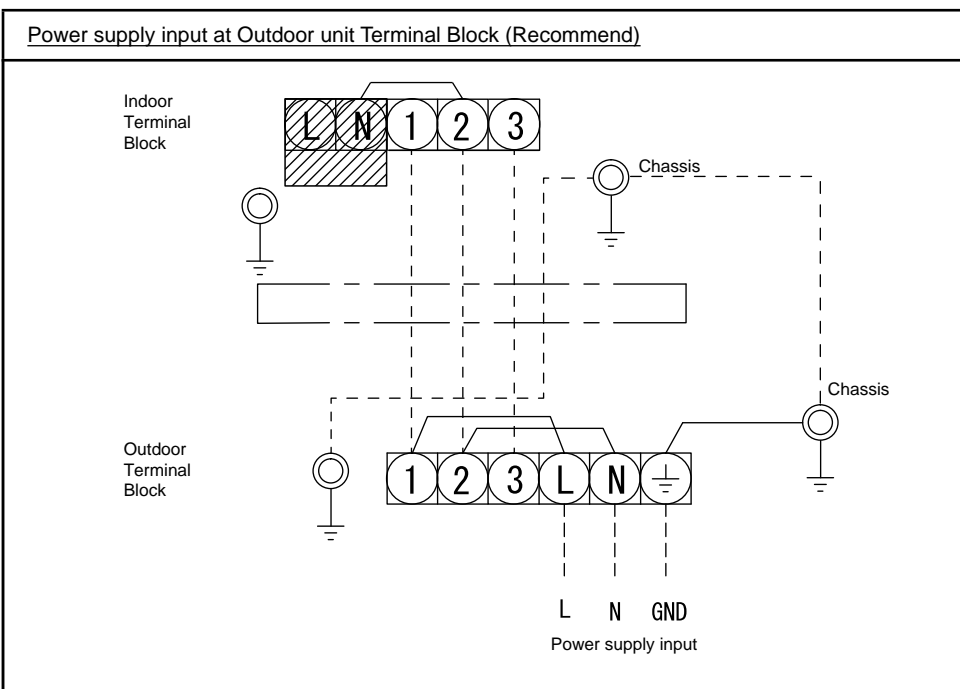 Power supply input at Outdoor unit Terminal Block (Recommend)
Indoor
Terminal
Block
L N 1 2 3
Chassis
Chassis
Outdoor
Terminal
Block
1 2 3 L N
L N GND
Power supply input